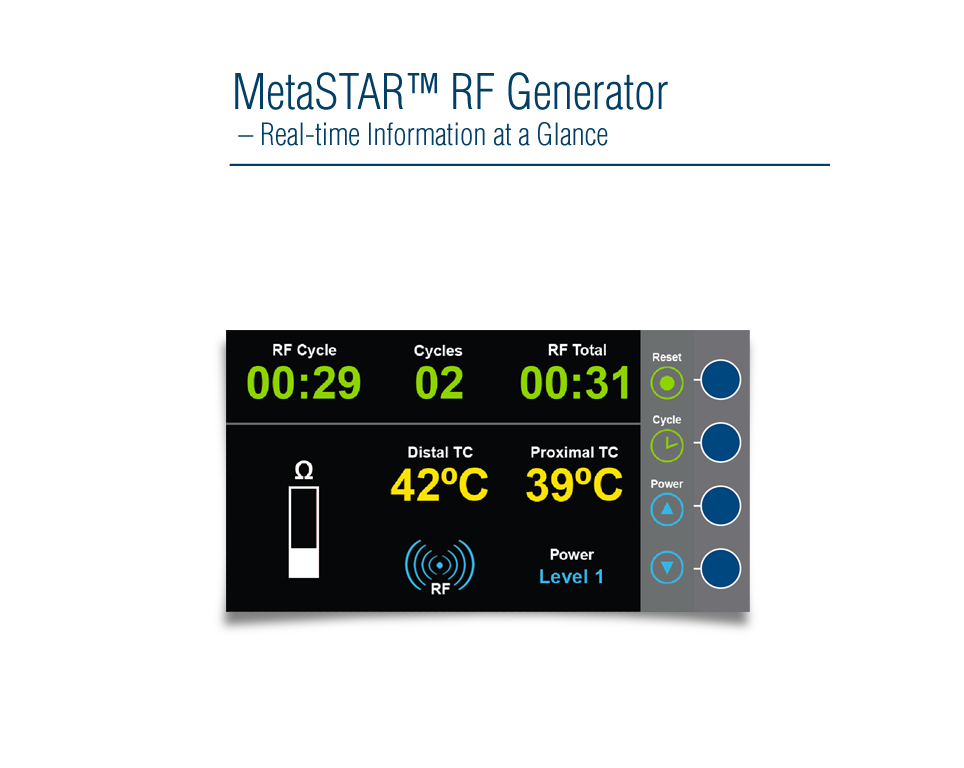 MetaSTAR™ RF Generator
– Real-time Information at a Glance
RF Cycle Cycles RF Total
00:29 02 00:31
Reset
Cycle
Distal TC Proximal TC
42ºC 39ºC
Ω
Power
Power
Level 1
RF